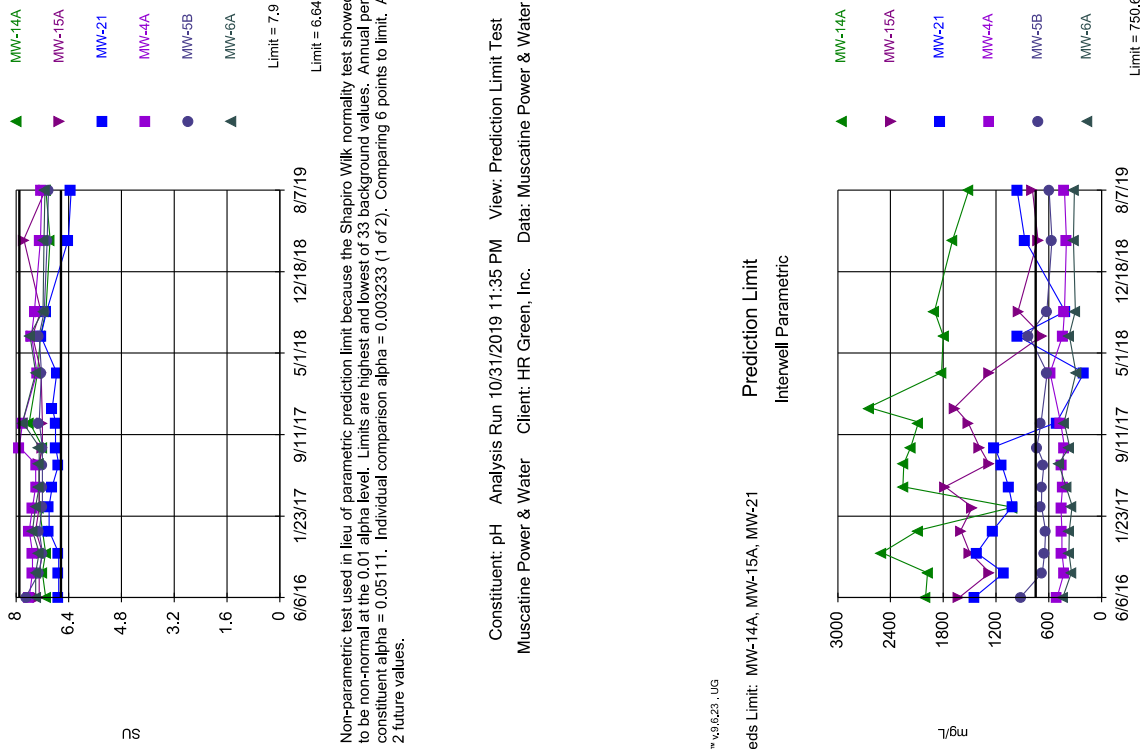 SU
8
6.4
4.8
3.2
1.6
0
6/6/16
1/23/17
9/11/17
5/1/18
12/18/18
8/7/19
MW-14A
MW-15A
MW-21
MW-4A
MW-5B
MW-6A
Limit = 7.9
Limit = 6.64
Non-parametric test used in lieu of parametric prediction limit because the Shapiro Wilk normality test showed
to be non-normal at the 0.01 alpha level. Limits are highest and lowest of 33 background values. Annual per
constituent alpha = 0.05111. Individual comparison alpha = 0.003233 (1 of 2). Comparing 6 points to limit.
2 future values.
Constituent: pH Analysis Run 10/31/2019 11:35 PM View: Prediction Limit Test
Muscatine Power & Water Client: HR Green, Inc. Data: Muscatine Power & Water
™ v.9.6.23 . UG
eds Limit: MW-14A, MW-15A, MW-21
Prediction Limit
Interwell Parametric
mg/L
3000
2400
1800
1200
600
0
6/6/16
1/23/17
9/11/17
5/1/18
12/18/18
8/7/19
MW-14A
MW-15A
MW-21
MW-4A
MW-5B
MW-6A
Limit = 750.6